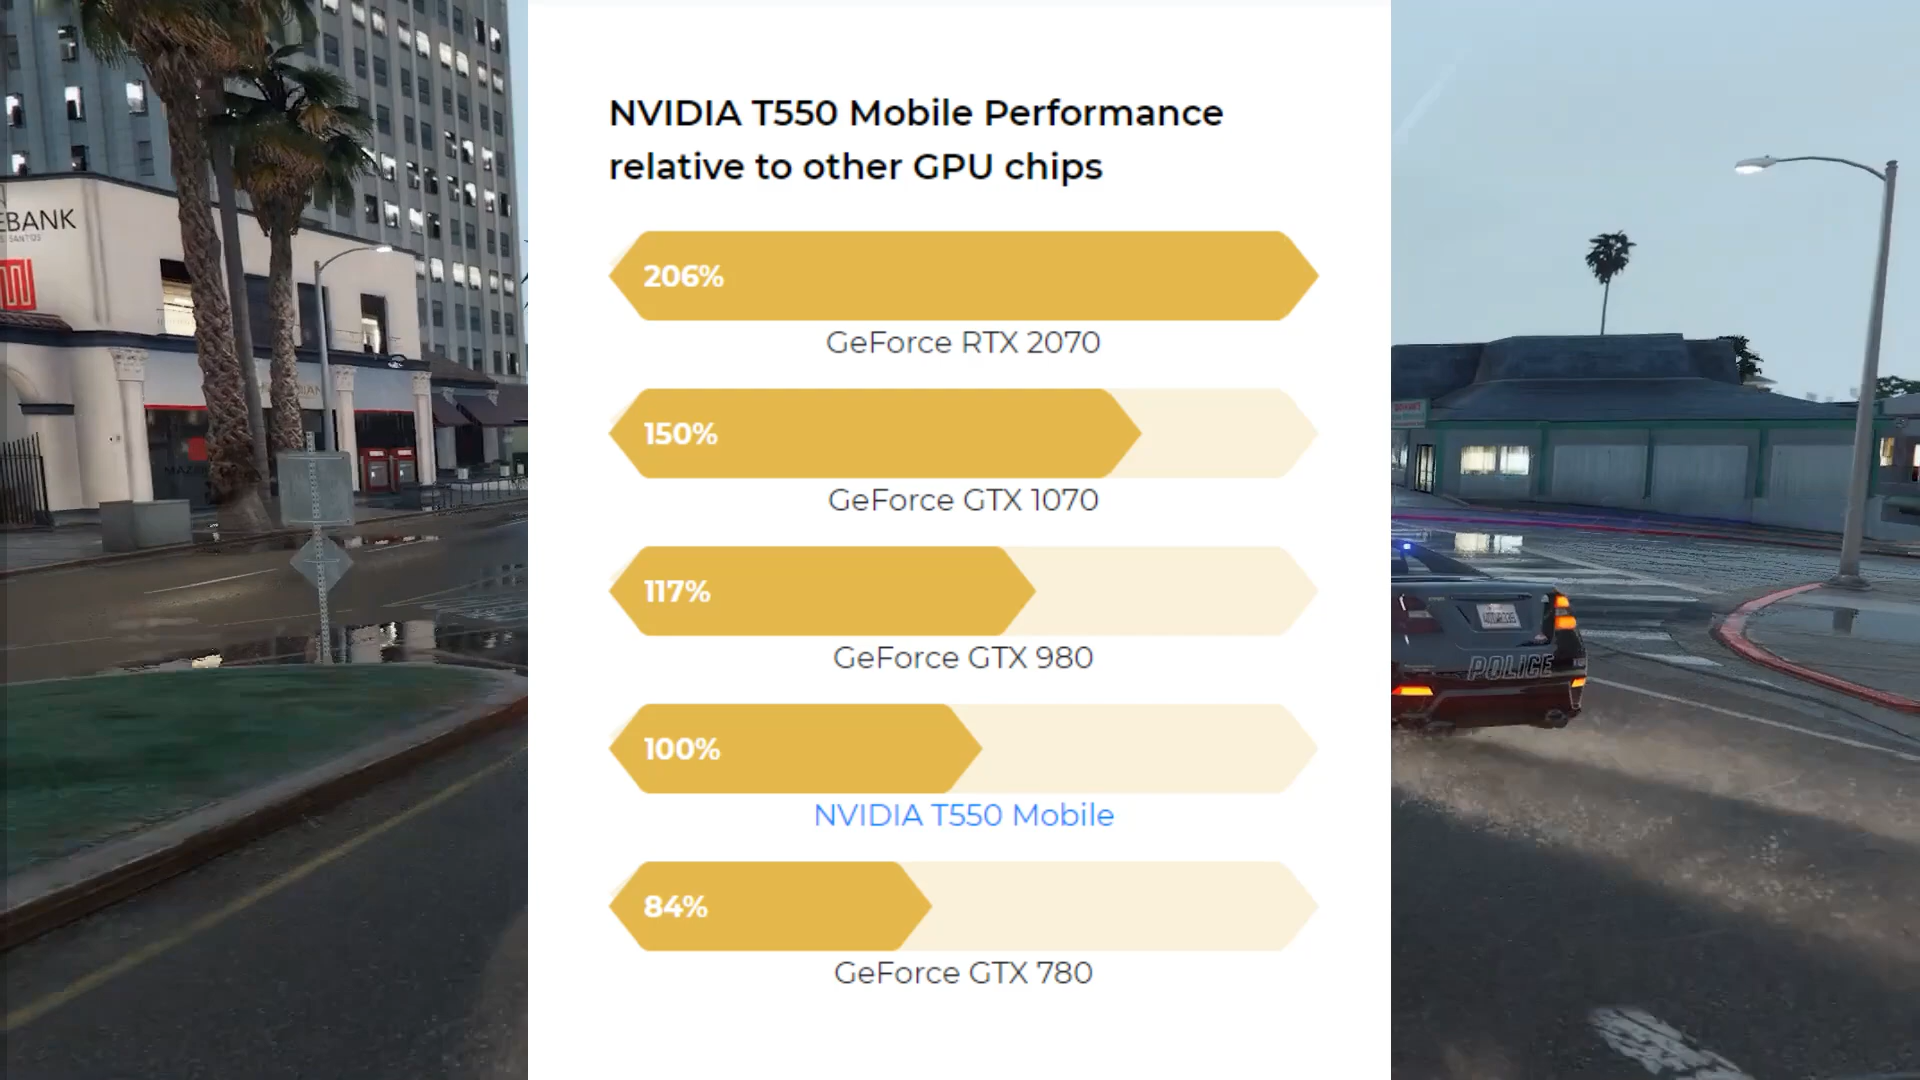 NVIDIA T550 Mobile Performance
relative to other GPU chips
206%
GeForce RTX 2070
150%
GeForce GTX 1070
117%
GeForce GTX 980
100%
NVIDIA T550 Mobile
84%
GeForce GTX 780
EBANK
POLICE